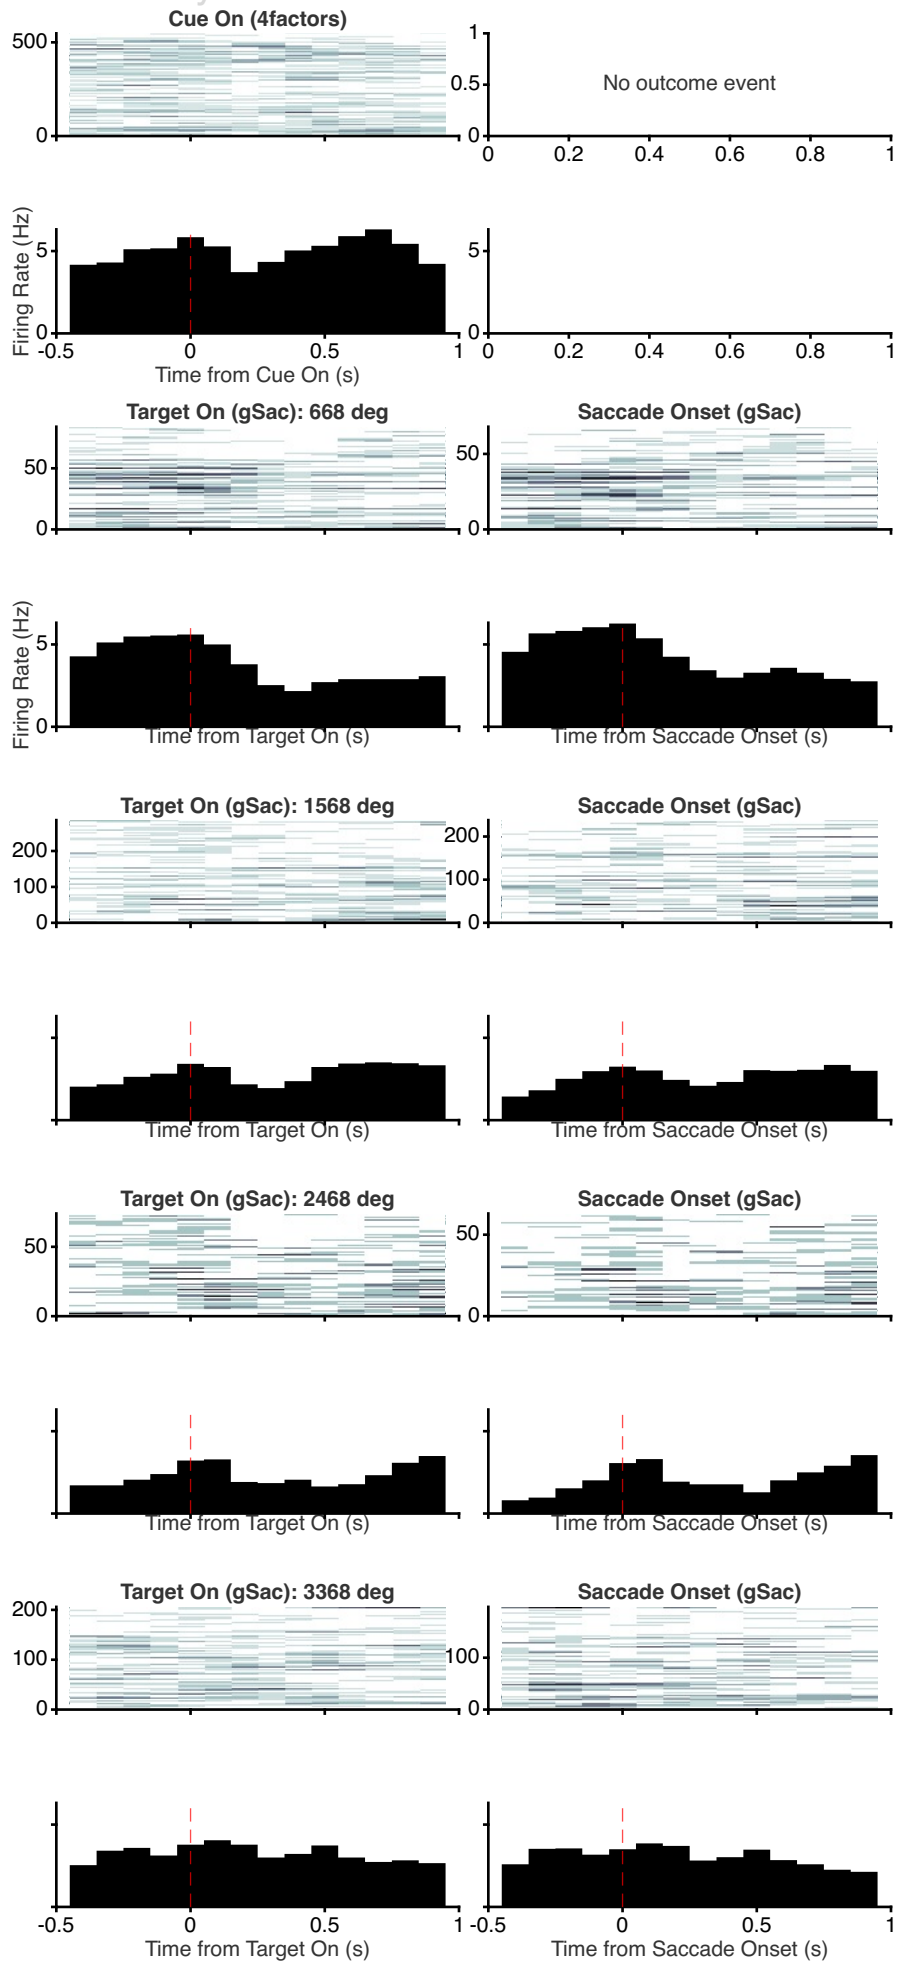 Cue On (4factors)
500
0
0
1
0.5
0
No outcome event
0 0.2 0.4 0.6 0.8 1
Firing Rate (Hz)
5
0
-0.5 0 0.5 1
Time from Cue On (s)
5
0
0 0.2 0.4 0.6 0.8 1
Target On (gSac): 668 deg
50
0
Saccade Onset (gSac)
50
0
Firing Rate (Hz)
5
0
Time from Target On (s)
Time from Saccade Onset (s)
Target On (gSac): 1568 deg
200
100
0
Saccade Onset (gSac)
200
100
0
Time from Target On (s)
Time from Saccade Onset (s)
Target On (gSac): 2468 deg
50
0
Saccade Onset (gSac)
50
0
Time from Target On (s)
Time from Saccade Onset (s)
Target On (gSac): 3368 deg
200
100
0
Saccade Onset (gSac)
100
0
-0.5 0 0.5 1
Time from Target On (s)
-0.5 0 0.5 1
Time from Saccade Onset (s)